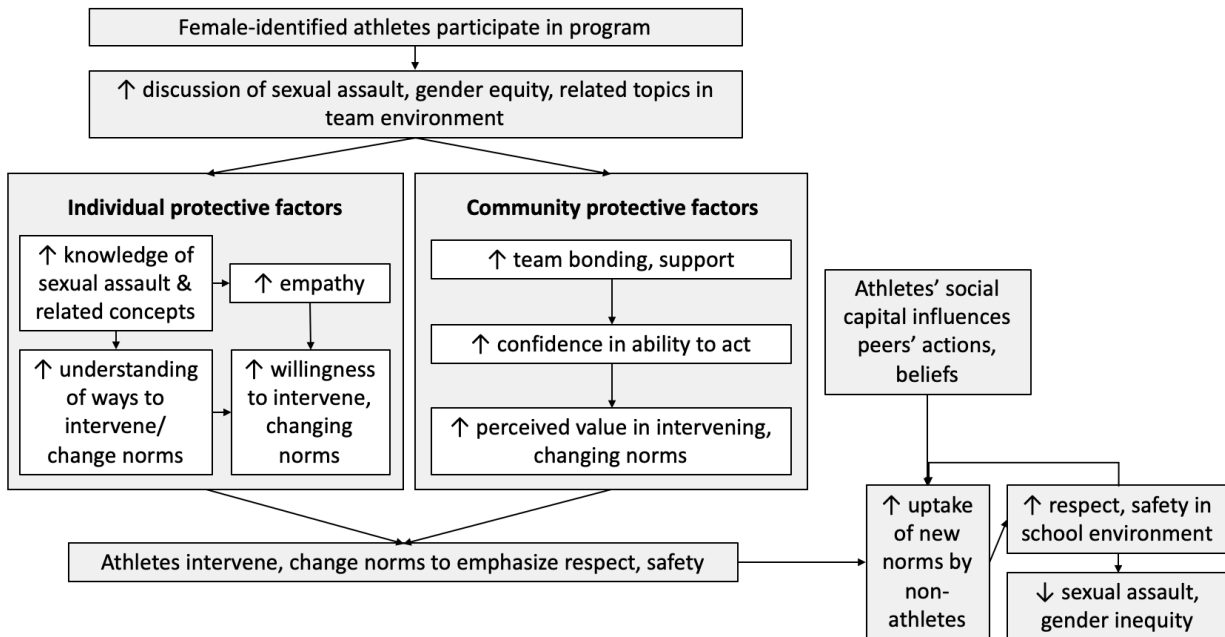 Female-identified athletes participate in program
↑ discussion of sexual assault, gender equity, related topics in
team environment
Individual protective factors
↑ knowledge of
sexual assault &
related concepts
↑ empathy
↑ understanding
of ways to
intervene/
change norms
↑ willingness
to intervene,
changing
norms
Community protective factors
↑ team bonding, support
↑ confidence in ability to act
↑ perceived value in intervening,
changing norms
Athletes intervene, change norms to emphasize respect, safety
Athletes’ social
capital influences
peers’ actions,
beliefs
↑ uptake
of new
norms by
non-
athletes
↑ respect, safety in
school environment
↓ sexual assault,
gender inequity